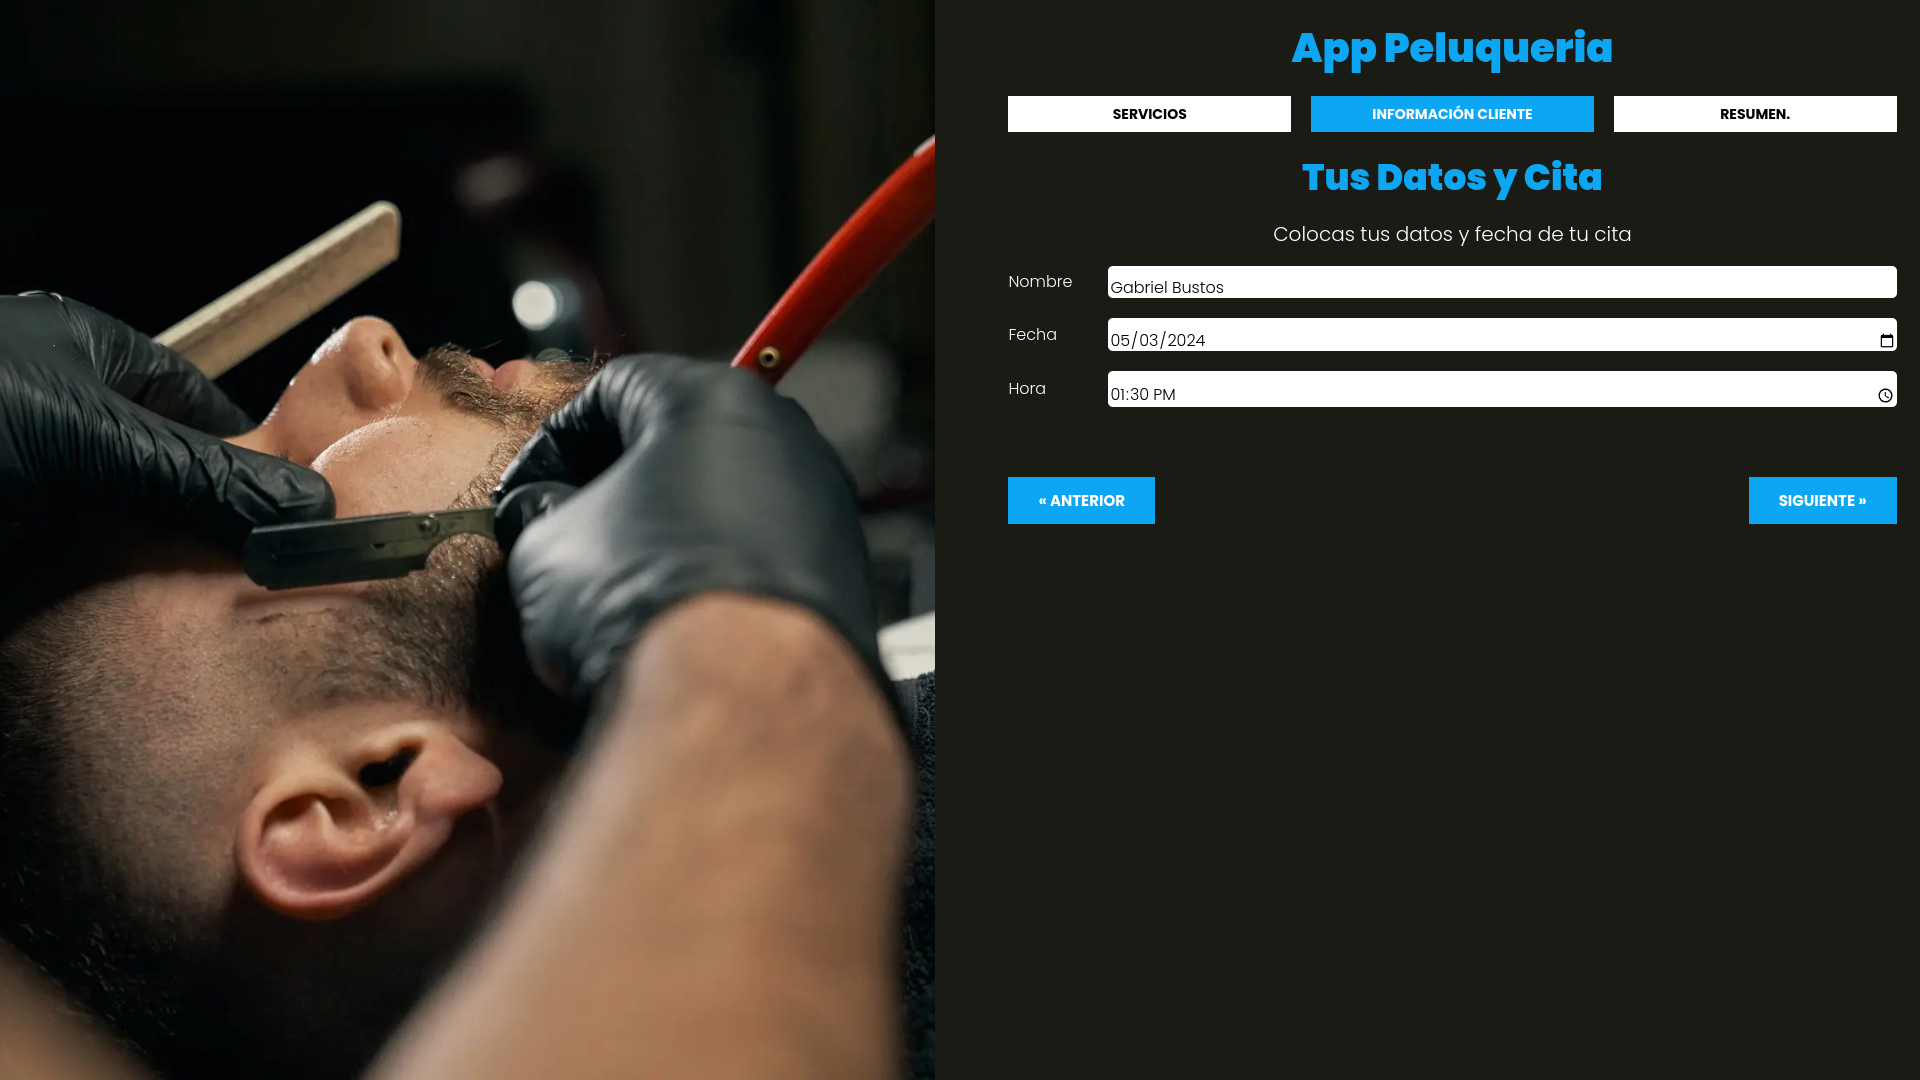 App Peluqueria
SERVICIOS
INFORMACIÓN CLIENTE
RESUMEN.
Tus Datos y Cita
Colocas tus datos y fecha de tu cita
Nombre
Gabriel Bustos
Fecha
05/03/2024
Hora
01:30 PM
« ANTERIOR
SIGUIENTE »